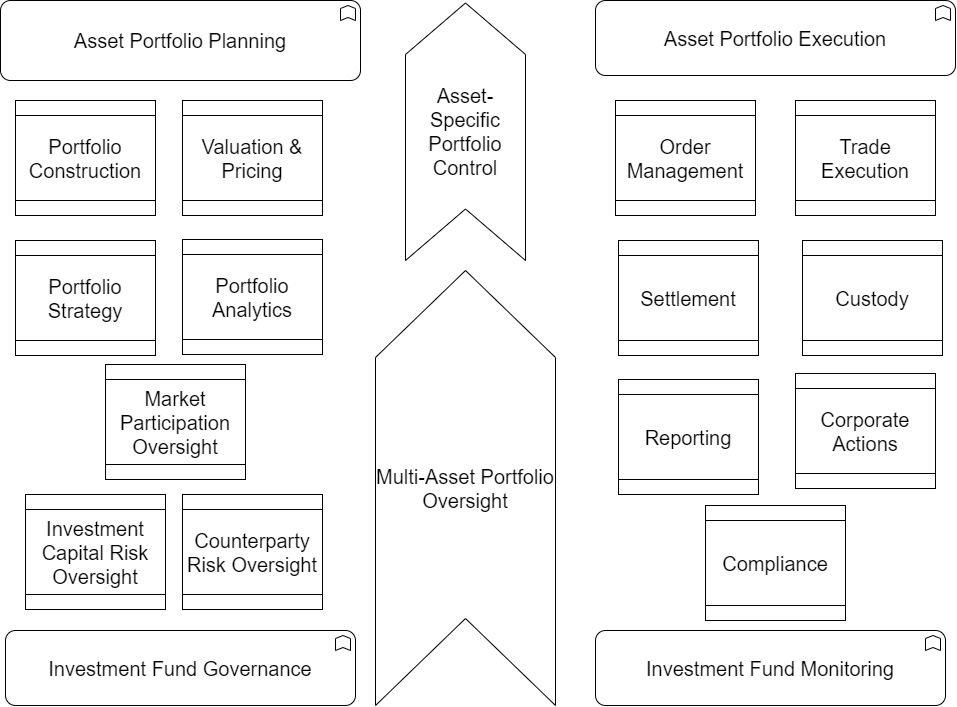 Asset Portfolio Planning
Asset-
Specific
Portfolio
Control
Asset Portfolio Execution
Portfolio
Construction
Valuation &
Pricing
Order
Management
Trade
Execution
Portfolio
Strategy
Portfolio
Analytics
Settlement
Custody
Market
Participation
Oversight
Multi-Asset Portfolio
Oversight
Reporting
Corporate
Actions
Investment
Capital Risk
Oversight
Counterparty
Risk Oversight
Compliance
Investment Fund Governance
Investment Fund Monitoring